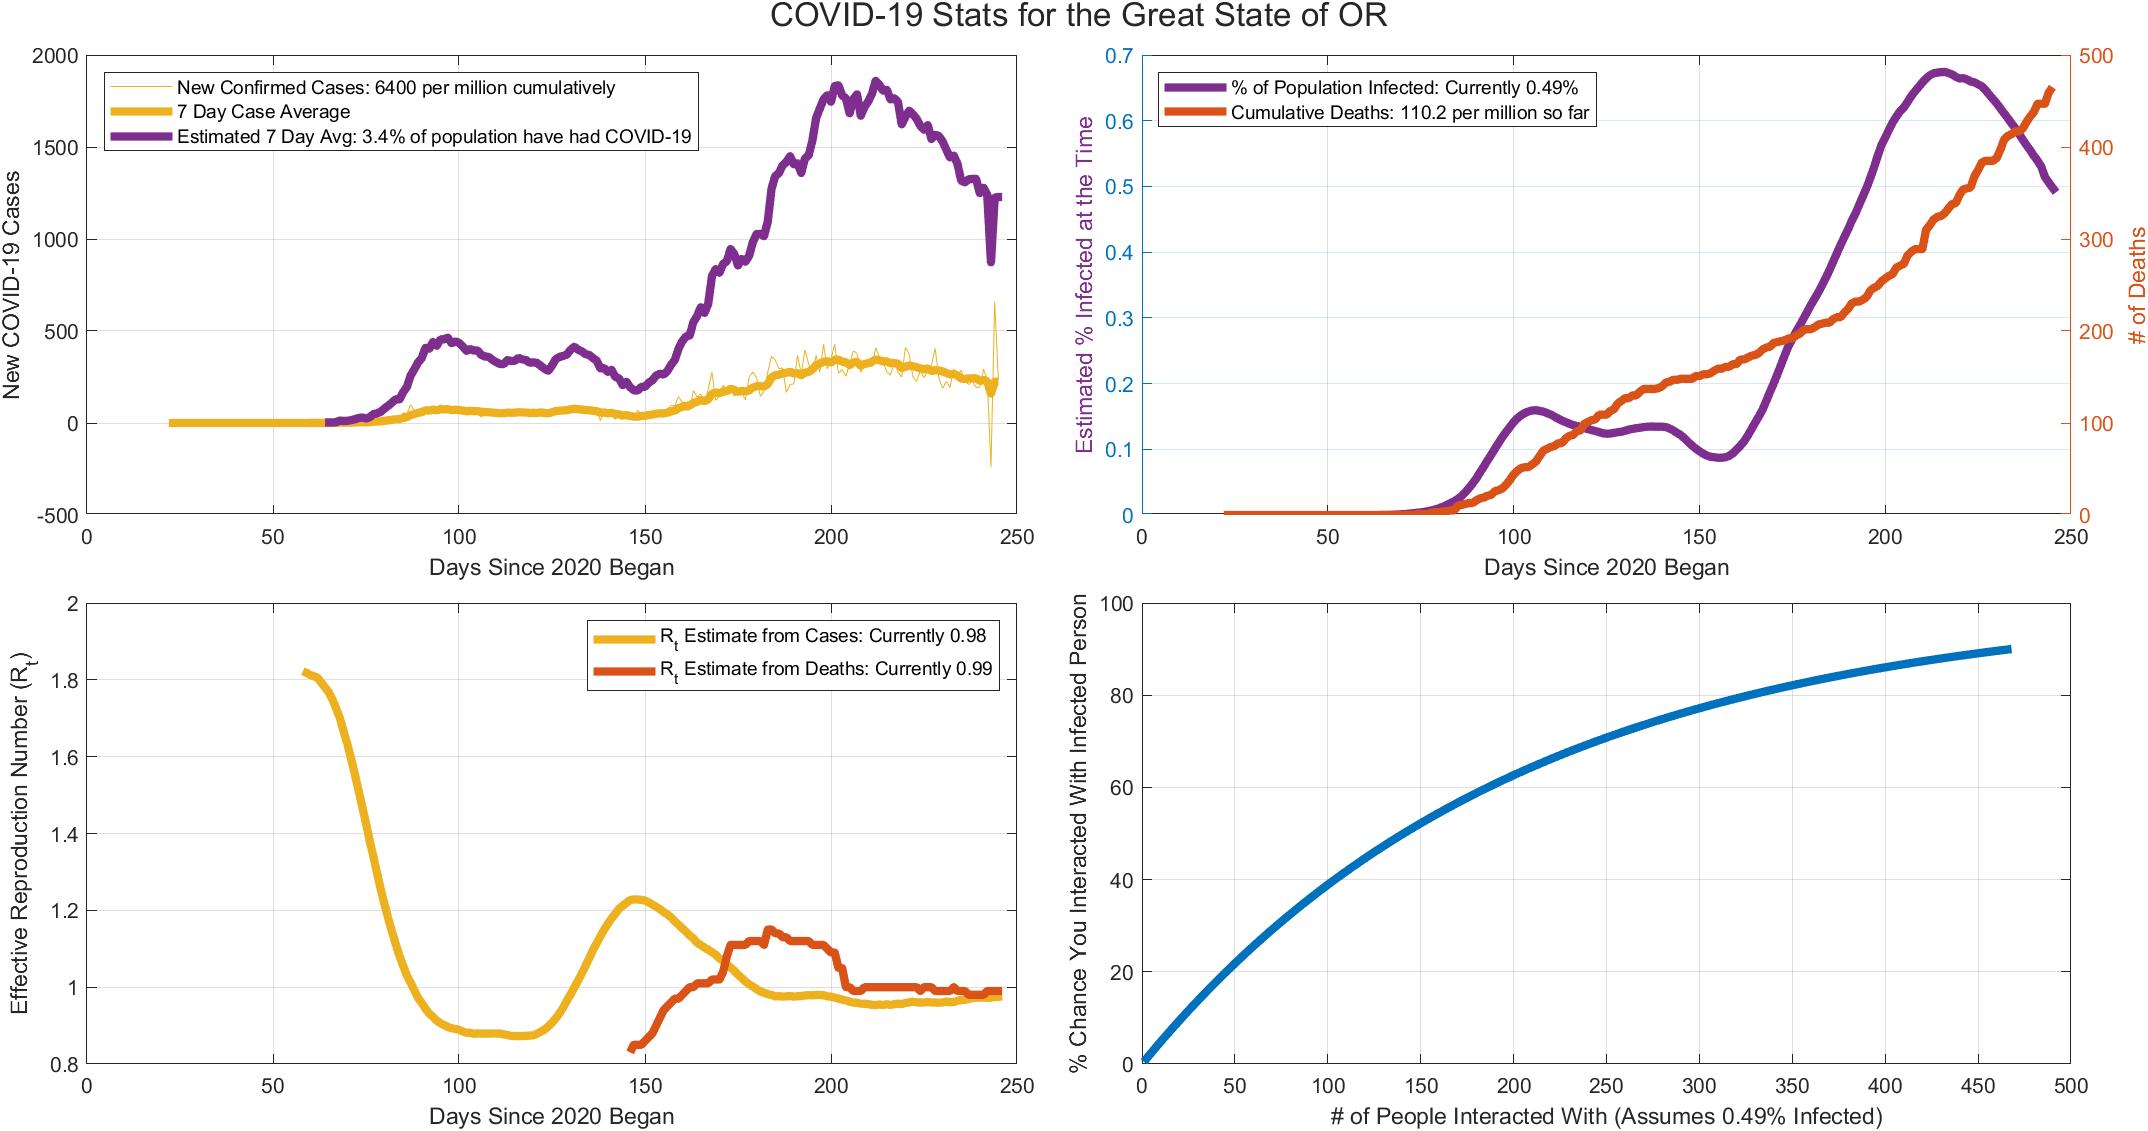 COVID-19 Stats for the Great State of OR
2000
1500
1000
500
0
-500
New COVID-19 Cases
New Confirmed Cases: 6400 per million cumulatively
7 Day Case Average
Estimated 7 Day Avg: 3.4% of population have had COVID-19
0 50 100 150 200 250
Days Since 2020 Began
0.7
0.6
0.5
0.4
0.3
0.2
0.1
0
Estimated % Infected at the Time
% of Population Infected: Currently 0.49%
Cumulative Deaths: 110.2 per million so far
500
400
300
200
100
0
# of Deaths
0 50 100 150 200 250
Days Since 2020 Began
2
1.8
1.6
1.4
1.2
1
0.8
Effective Reproduction Number (Rt)
Rt Estimate from Cases: Currently 0.98
Rt Estimate from Deaths: Currently 0.99
0 50 100 150 200 250
Days Since 2020 Began
100
80
60
40
20
0
% Chance You Interacted With Infected Person
0 50 100 150 200 250 300 350 400 450 500
# of People Interacted With (Assumes 0.49% Infected)